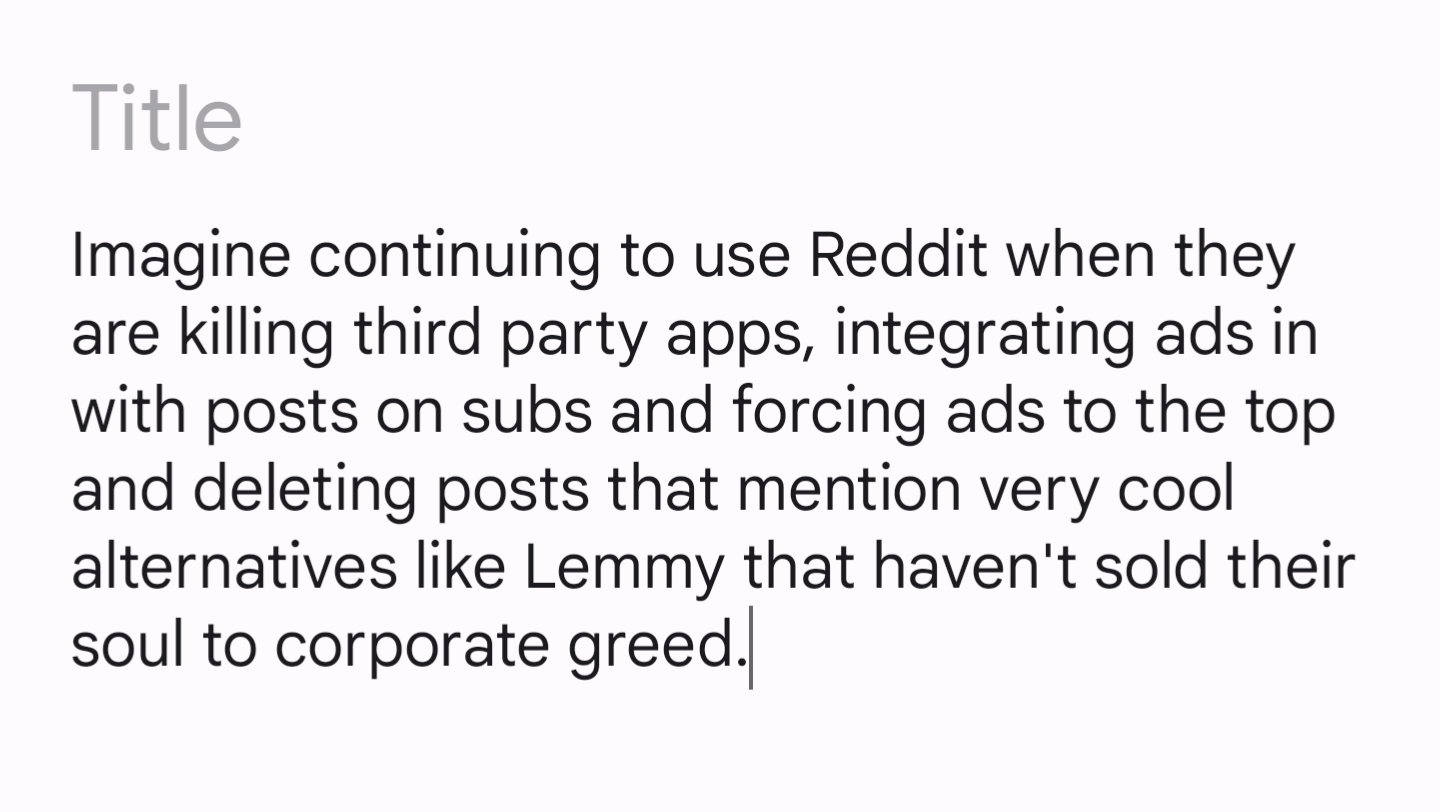 Title
Imagine continuing to use Reddit when they
are killing third party apps, integrating ads in
with posts on subs and forcing ads to the top
and deleting posts that mention very cool
alternatives like Lemmy that haven't sold their
soul to corporate greed.